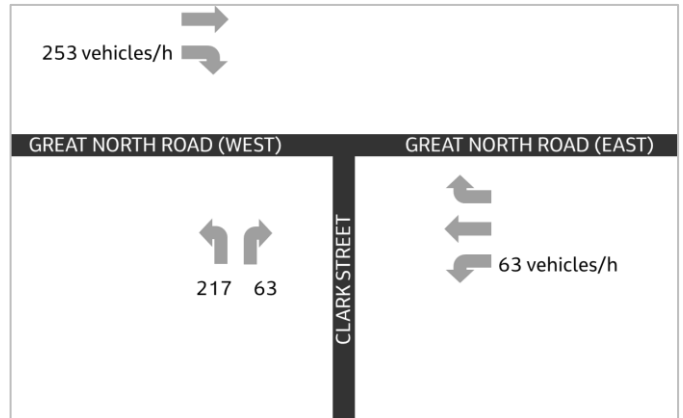 253 vehicles/h
GREAT NORTH ROAD (WEST)
GREAT NORTH ROAD (EAST)
CLARK STREET
63 vehicles/h
217 63